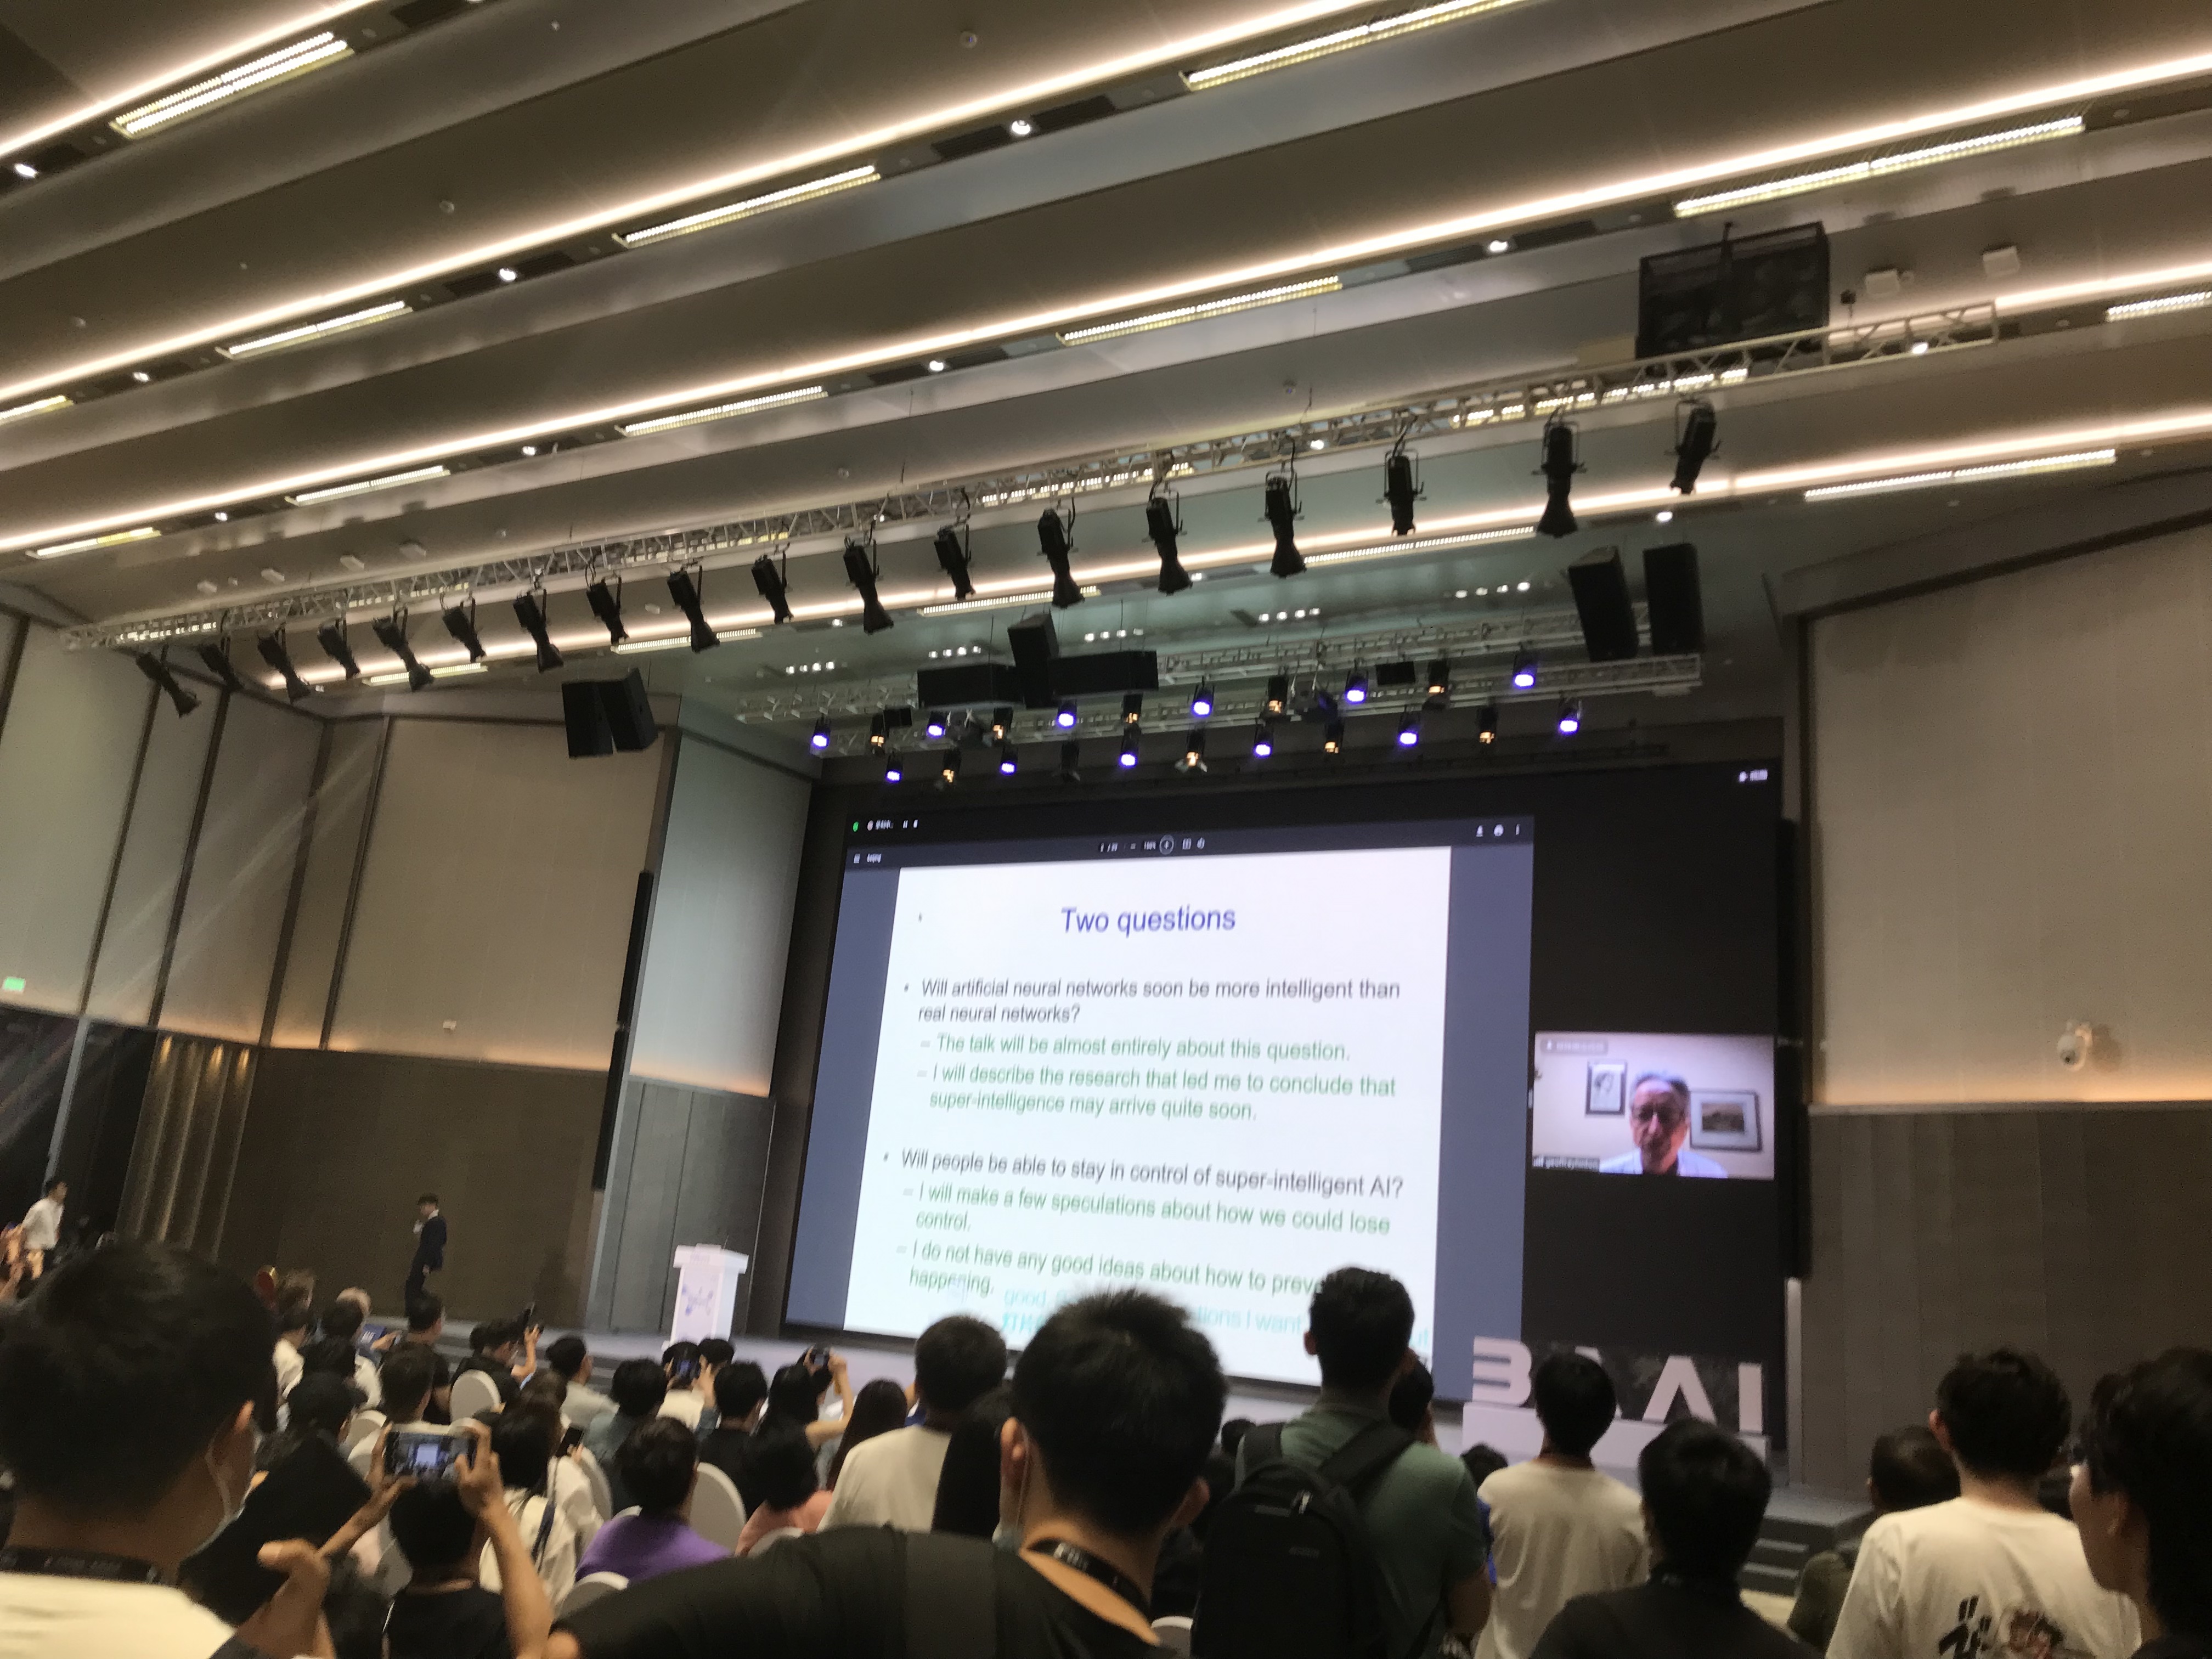 Two questions
• Will artificial neural networks soon be more intelligent than
real neural networks?
– The talk will be almost entirely about this question.
– I will describe the research that led me to conclude that
super-intelligence may arrive quite soon.
• Will people be able to stay in control of super-intelligent AI?
– I will make a few speculations about how we could lose
control.
– I do not have any good ideas about how to
happening.
good
I want
BAAI